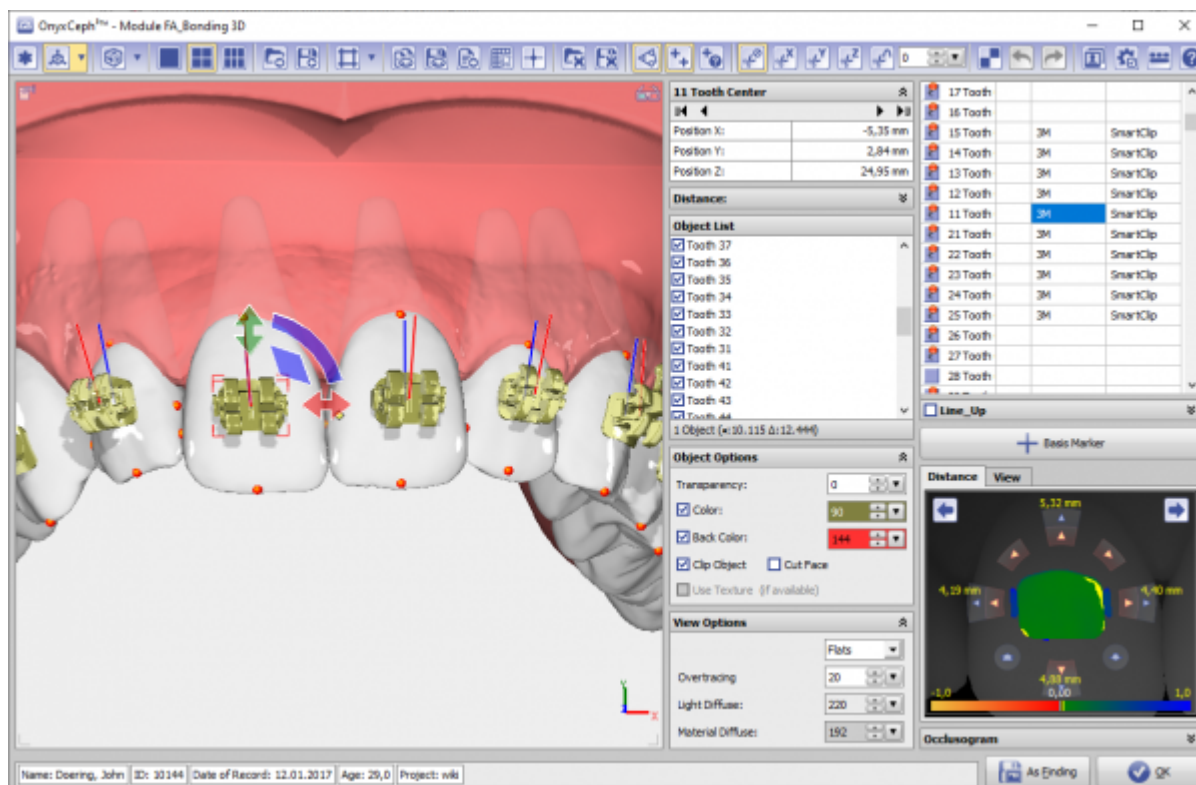 OnyxCeph³™ - Module FA_Bonding 3D
0
11 Tooth Center
Position X: -5,35 mm
Position Y: 2,84 mm
Position Z: 24,95 mm
Distance:
Object List
Tooth 37
Tooth 36
Tooth 35
Tooth 34
Tooth 33
Tooth 32
Tooth 31
Tooth 41
Tooth 42
Tooth 43
Tooth 44
1 Object
Object Options
Transparency: 0
Color: 90
Back Color: 144
Clip Object Cut Face
Use Texture (if available)
View Options
Flats
Overtracing 20
Light Diffuse: 220
Material Diffuse: 192
17 Tooth
16 Tooth
15 Tooth 3M SmartClip
14 Tooth 3M SmartClip
13 Tooth 3M SmartClip
12 Tooth 3M SmartClip
11 Tooth 3M SmartClip
21 Tooth 3M SmartClip
22 Tooth 3M SmartClip
23 Tooth 3M SmartClip
24 Tooth 3M SmartClip
25 Tooth 3M SmartClip
26 Tooth
27 Tooth
28 Tooth
Line_Up
Basis Marker
Distance View
5,32 mm
4,19 mm 4,40 mm
4,88 mm
-1,0 0,00 1,0
Occlusogram
Y
X
Name: Doering, John ID: 10144 Date of Record: 12.01.2017 Age: 29,0 Project: wiki
As Finding OK